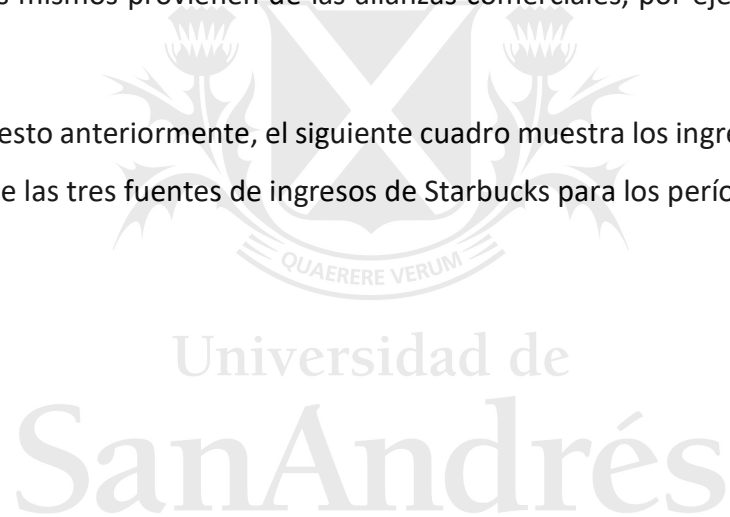 s mismos provienen de las alianzas comerciales, por eje
esto anteriormente, el siguiente cuadro muestra los ingre
e las tres fuentes de ingresos de Starbucks para los perío
QUAERERE VERUM
Universidad de
SanAndrés